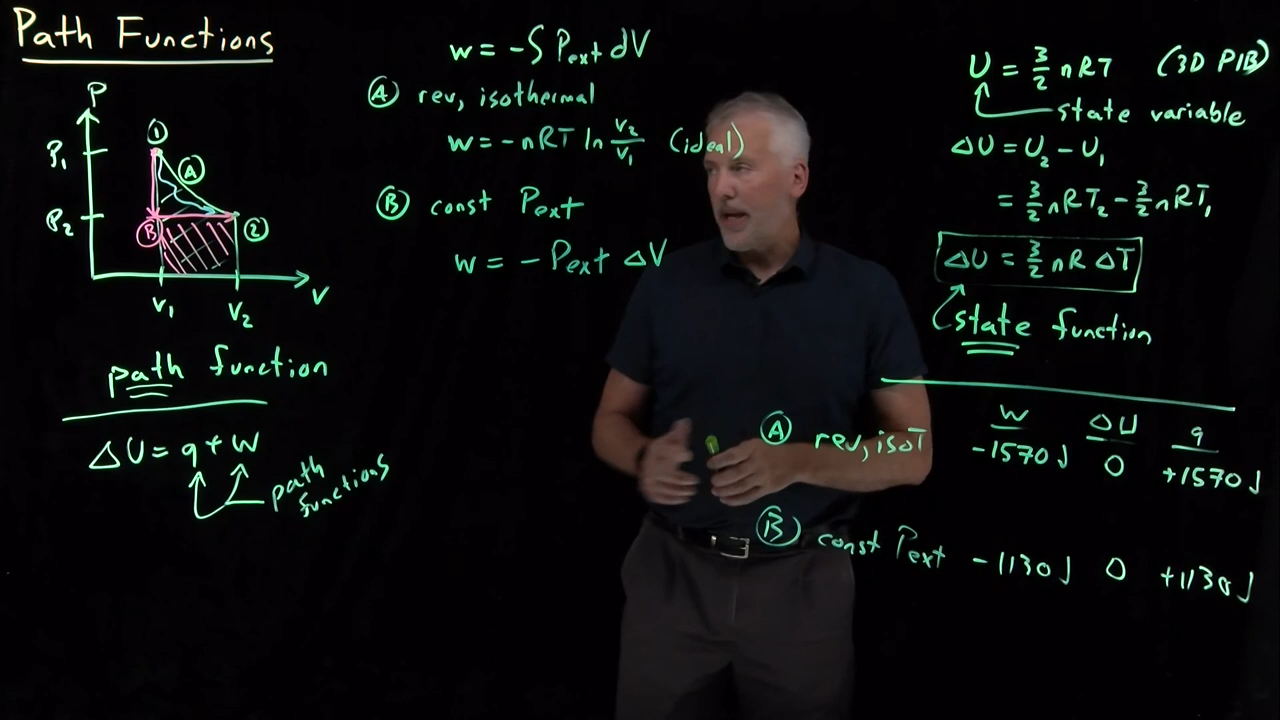 Path Functions
P
①
P₁
Ⓐ
P₂
Ⓑ
②
V₁ V₂ V
path function
ΔU = q + w
path functions
w = -∫ Pext dV
Ⓐ rev, isothermal
w = -nRT ln V₂/V₁ (ideal)
Ⓑ const Pext
w = -Pext ΔV
U = 3/2 nRT (3D PIB)
state variable
ΔU = U₂ - U₁
= 3/2 nRT₂ - 3/2 nRT₁
ΔU = 3/2 nR ΔT
state function
w ΔU q
Ⓐ rev, isoT -1570 J 0 +1570 J
Ⓑ const Pext -1130 J 0 +1130 J